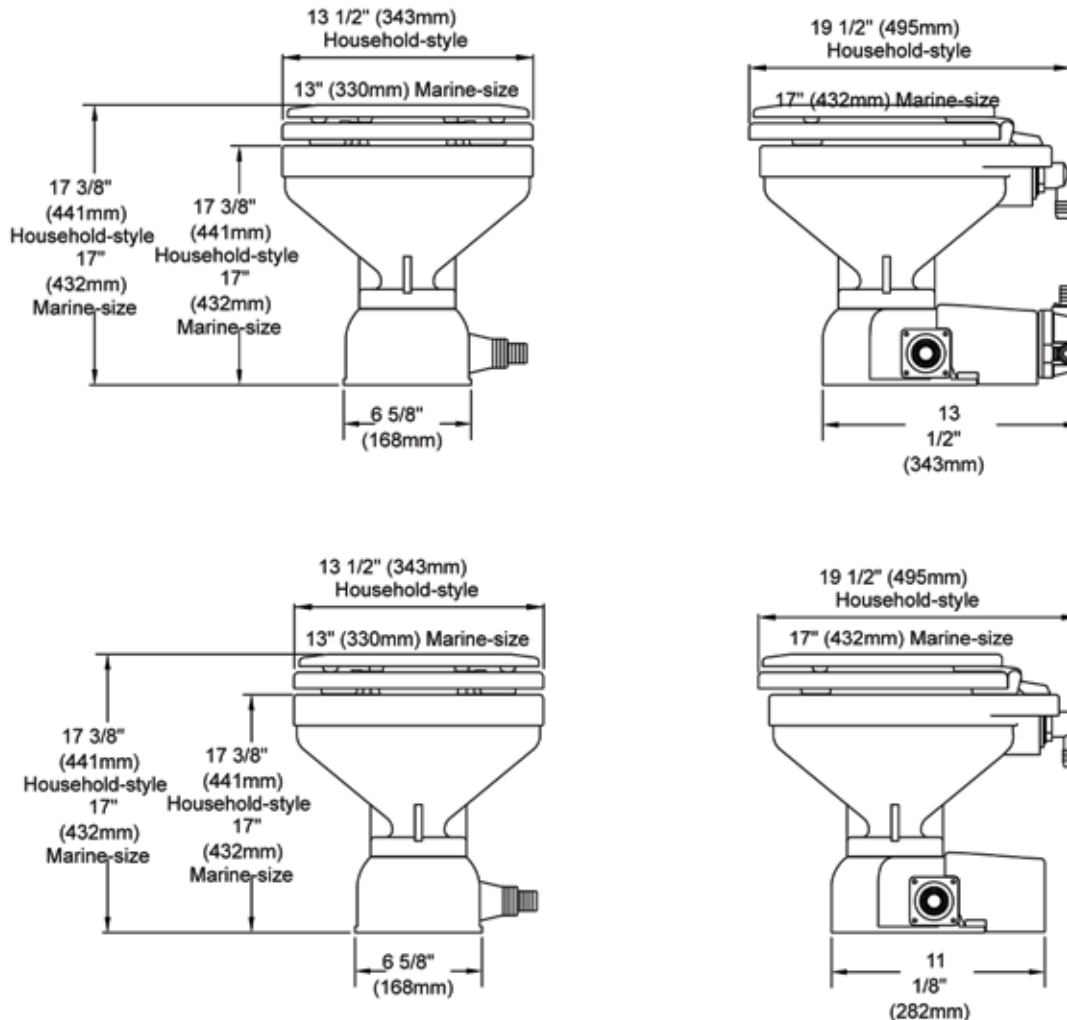 13 1/2" (343mm)
Household-style
13" (330mm) Marine-size
17 3/8"
(441mm)
Household-style
17"
(432mm)
Marine-size
17 3/8"
(441mm)
Household-style
17"
(432mm)
Marine-size
6 5/8"
(168mm)
19 1/2" (495mm)
Household-style
17" (432mm) Marine-size
13
1/2"
(343mm)
13 1/2" (343mm)
Household-style
13" (330mm) Marine-size
17 3/8"
(441mm)
Household-style
17"
(432mm)
Marine-size
17 3/8"
(441mm)
Household-style
17"
(432mm)
Marine-size
6 5/8"
(168mm)
19 1/2" (495mm)
Household-style
17" (432mm) Marine-size
11
1/8"
(282mm)